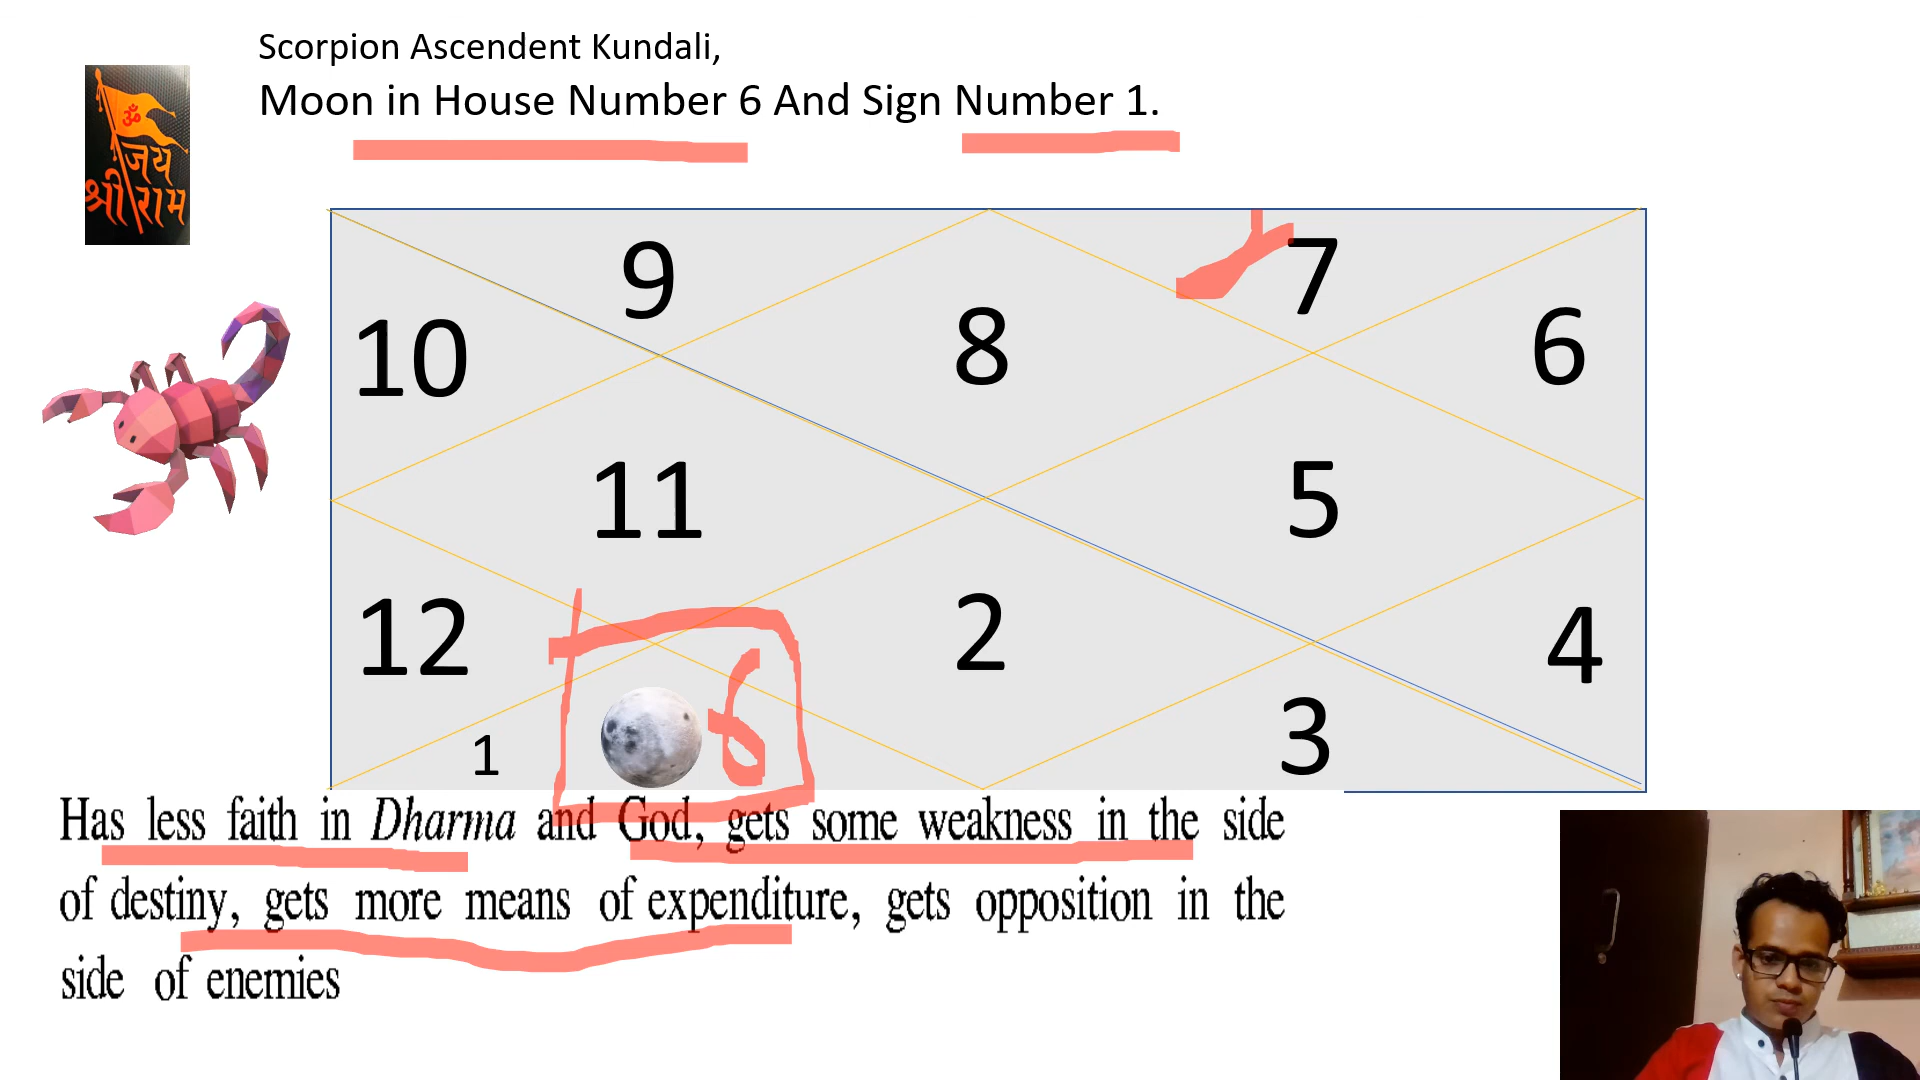 Scorpion Ascendent Kundali,
Moon in House Number 6 And Sign Number 1.
ॐ
जय
श्री राम
9
7
10
8
6
11
5
12
2
4
6
1
3
Has less faith in Dharma and God, gets some weakness in the side
of destiny, gets more means of expenditure, gets opposition in the
side of enemies